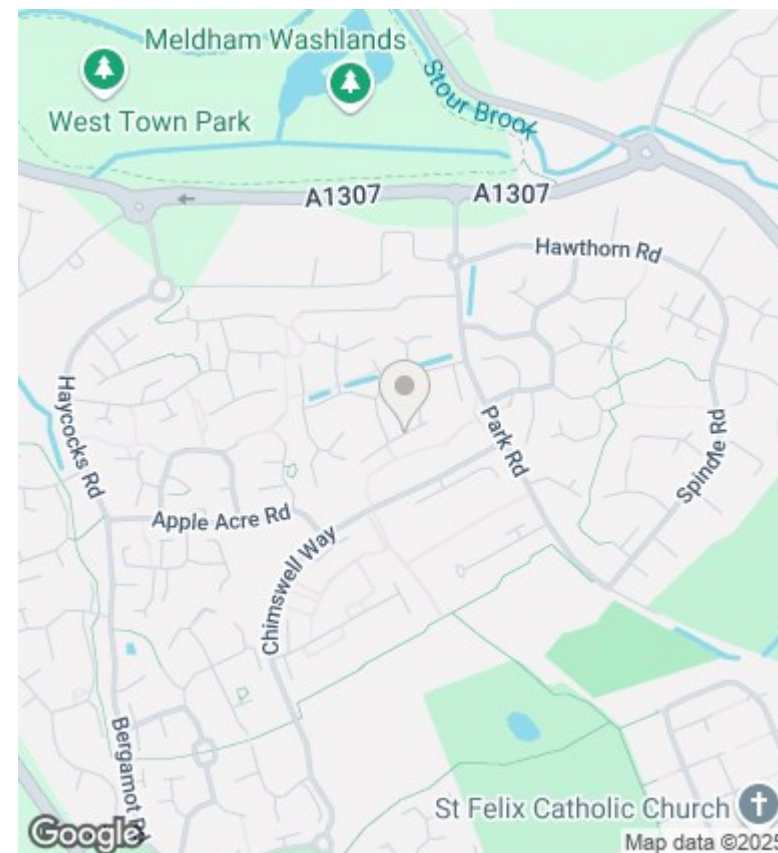 Meldham Washlands
West Town Park
Stour Brook
A1307
A1307
Hawthorn Rd
Haycocks Rd
Park Rd
Spindle Rd
Apple Acre Rd
Chimswell Way
Bergamot Rd
St Felix Catholic Church
Google
Map data ©2025